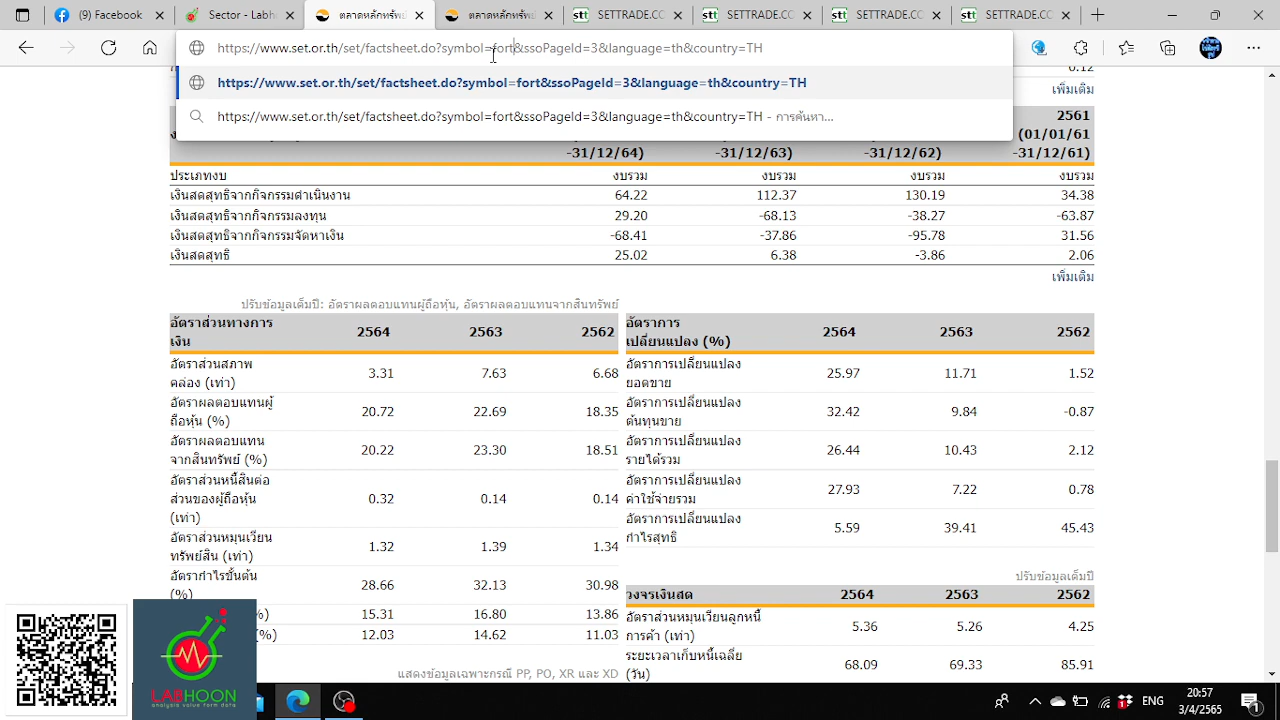 ตลาดหลักทรัพย์
ตลาดหลักทรัพย์
SETTRADE.CC
SETTRADE.CC
SETTRADE.CC
https://www.set.or.th/set/factsheet.do?symbol=fort&ssoPageId=3&language=th&country=TH
https://www.set.or.th/set/factsheet.do?symbol=fort&ssoPageId=3&language=th&country=TH
https://www.set.or.th/set/factsheet.do?symbol=fort&ssoPageId=3&language=th&country=TH - การค้นหา...
0.12
เพิ่มเติม
2561
(01/01/61
-31/12/64) -31/12/63) -31/12/62) -31/12/61)
ประเภทงบ งบรวม งบรวม งบรวม งบรวม
เงินสดสุทธิจากกิจกรรมดำเนินงาน 64.22 112.37 130.19 34.38
เงินสดสุทธิจากกิจกรรมลงทุน 29.20 -68.13 -38.27 -63.87
เงินสดสุทธิจากกิจกรรมจัดหาเงิน -68.41 -37.86 -95.78 31.56
เงินสดสุทธิ 25.02 6.38 -3.86 2.06
เพิ่มเติม
ปรับข้อมูลเต็มปี: อัตราผลตอบแทนผู้ถือหุ้น, อัตราผลตอบแทนจากสินทรัพย์
อัตราส่วนทางการ
เงิน 2564 2563 2562
อัตราส่วนสภาพ
คล่อง (เท่า) 3.31 7.63 6.68
อัตราผลตอบแทนผู้
ถือหุ้น (%) 20.72 22.69 18.35
อัตราผลตอบแทน
จากสินทรัพย์ (%) 20.22 23.30 18.51
อัตราส่วนหนี้สินต่อ
ส่วนของผู้ถือหุ้น 0.32 0.14 0.14
(เท่า)
อัตราส่วนหมุนเวียน
ทรัพย์สิน (เท่า) 1.32 1.39 1.34
อัตรากำไรขั้นต้น
(%) 28.66 32.13 30.98
%) 15.31 16.80 13.86
(%) 12.03 14.62 11.03
แสดงข้อมูลเฉพาะกรณี PP, PO, XR และ XD
อัตราการ
เปลี่ยนแปลง (%) 2564 2563 2562
อัตราการเปลี่ยนแปลง
ยอดขาย 25.97 11.71 1.52
อัตราการเปลี่ยนแปลง
ต้นทุนขาย 32.42 9.84 -0.87
อัตราการเปลี่ยนแปลง
รายได้รวม 26.44 10.43 2.12
อัตราการเปลี่ยนแปลง
ค่าใช้จ่ายรวม 27.93 7.22 0.78
อัตราการเปลี่ยนแปลง
กำไรสุทธิ 5.59 39.41 45.43
ปรับข้อมูลเต็มปี
วงจรเงินสด 2564 2563 2562
อัตราส่วนหมุนเวียนลูกหนี้
การค้า (เท่า) 5.36 5.26 4.25
ระยะเวลาเก็บหนี้เฉลี่ย
(วัน) 68.09 69.33 85.91
LABHOON
analysis value form data
ENG
20:57
3/4/2565